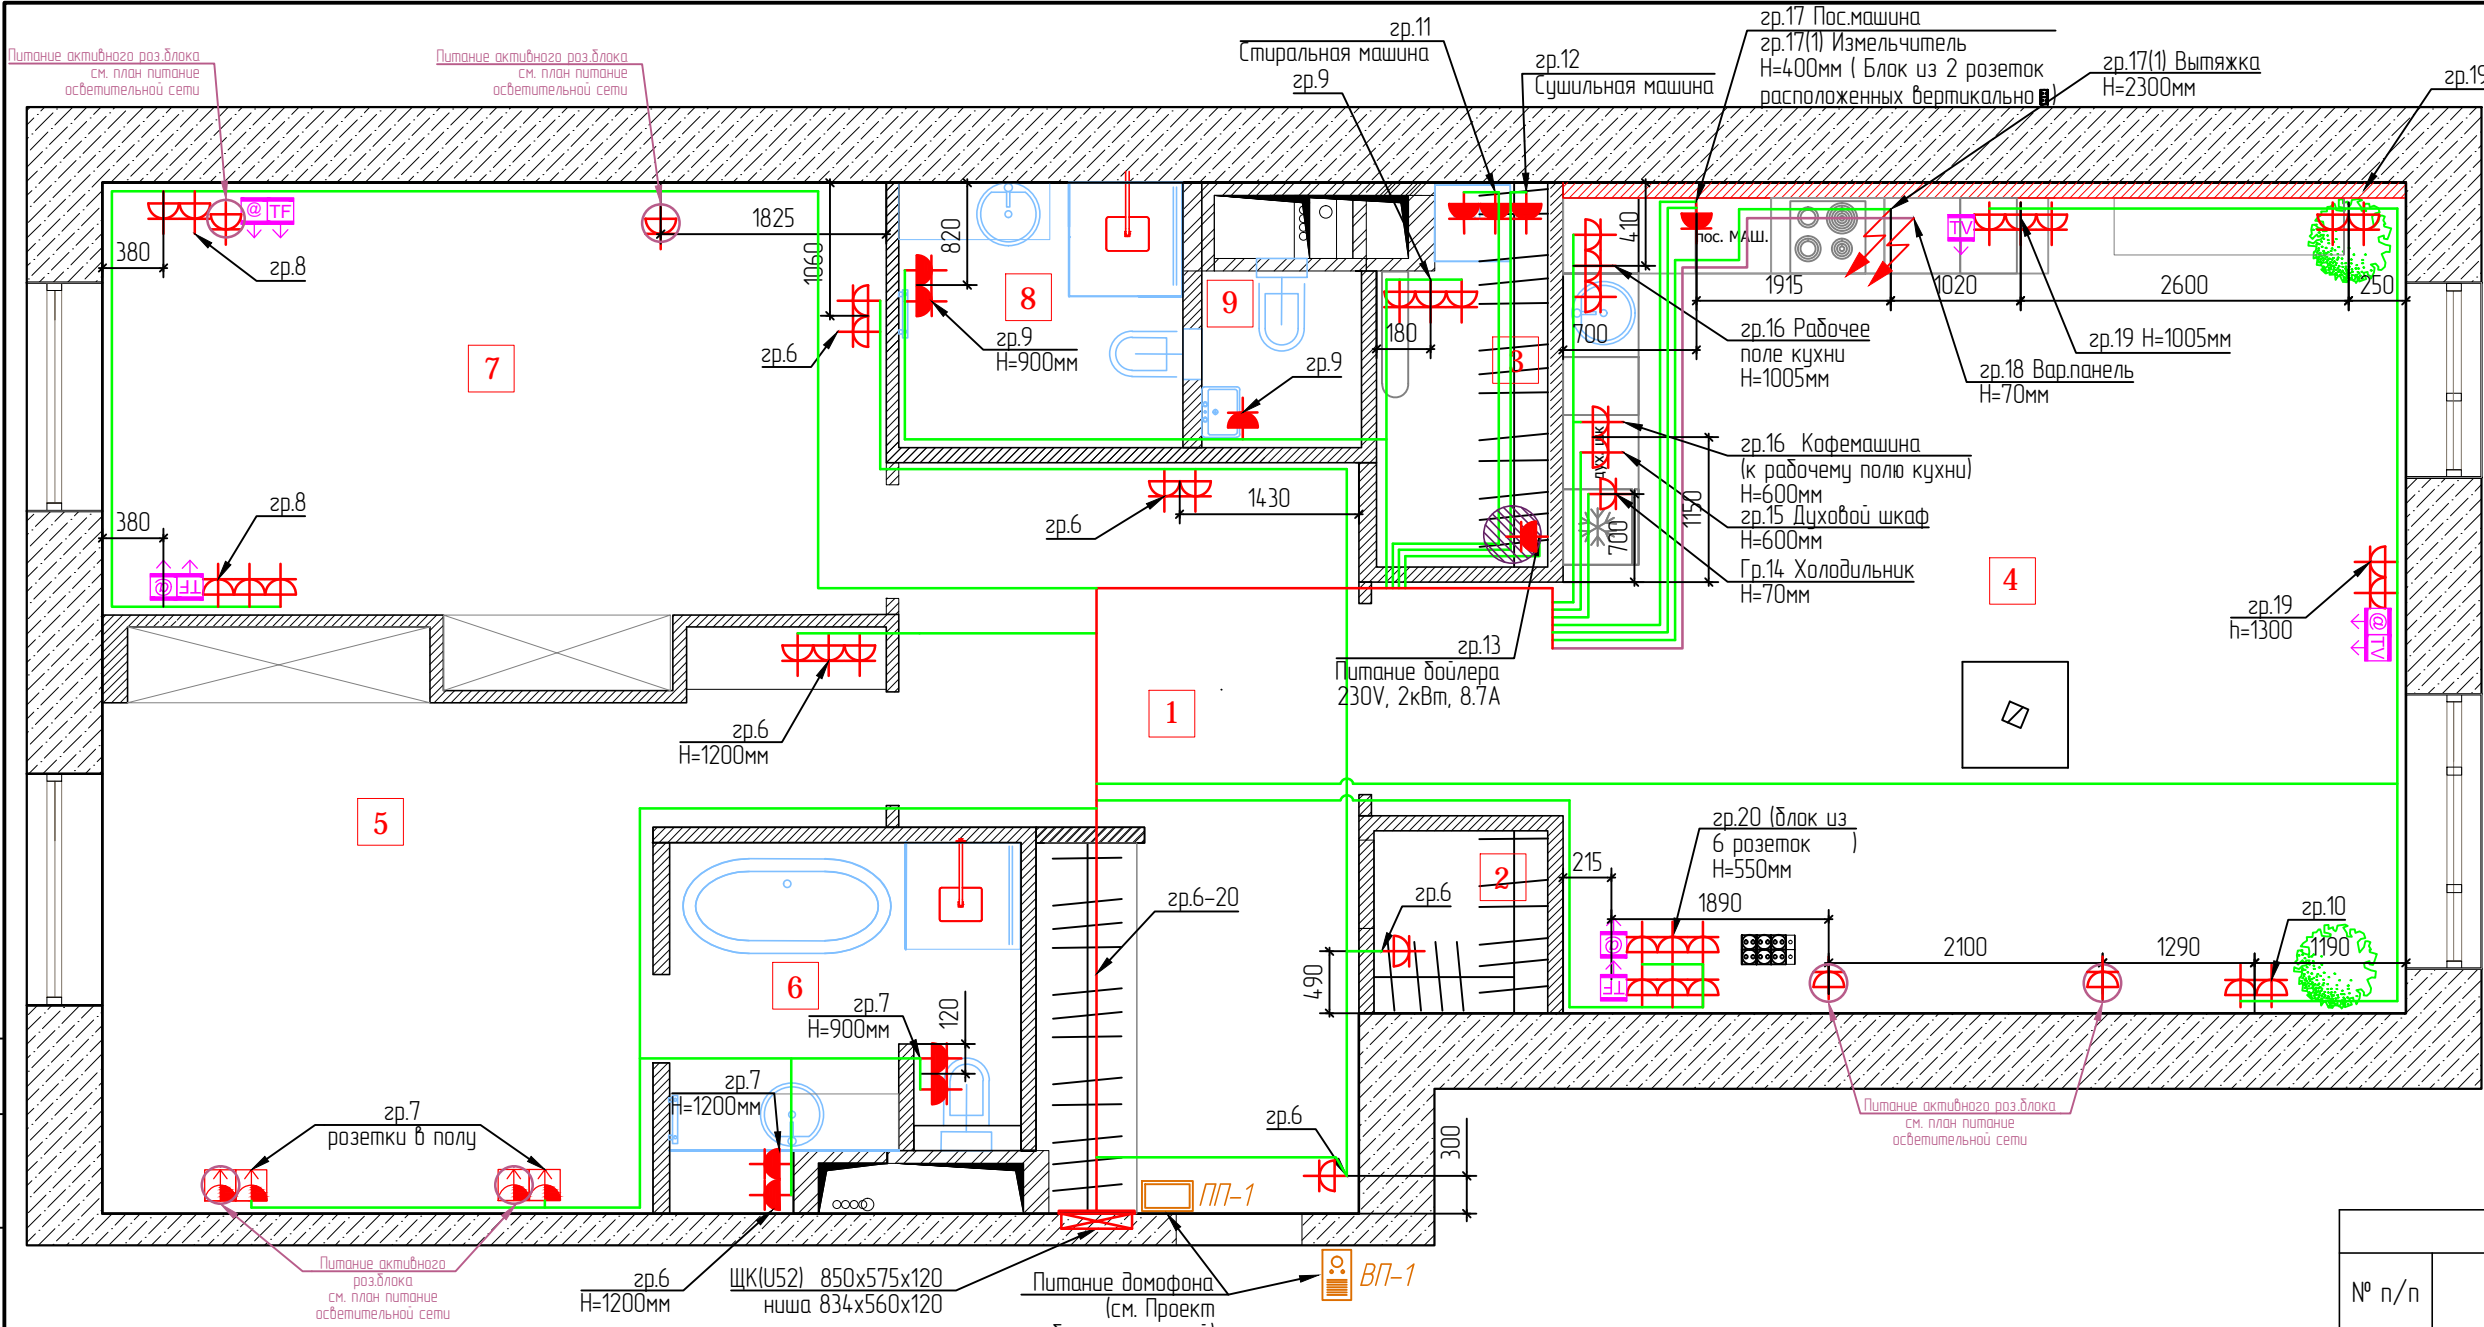 Питание активного роз.блока
см. план питание
осветительной сети
Питание активного роз.блока
см. план питание
осветительной сети
гр.11
Стиральная машина
гр.9
гр.12
Сушильная машина
гр.17 Пос.машина
гр.17(1) Измельчитель
H=400мм ( Блок из 2 розеток
расположенных вертикально )
гр.17(1) Вытяжка
H=2300мм
гр.19
@ TF
380
гр.8
1825
1060
820
гр.6
гр.9
H=900мм
7
8
9
гр.9
180
3
410
700
пос. МАШ.
1915
1020
2600
250
TV
гр.16 Рабочее
поле кухни
H=1005мм
гр.19 H=1005мм
гр.18 Вар.панель
H=70мм
гр.16 Кофемашина
(к рабочему полю кухни)
H=600мм
гр.15 Духовой шкаф
H=600мм
Гр.14 Холодильник
H=70мм
1150
700
4
гр.19
h=1300
@ TV
380
гр.8
@ TF
гр.6
1430
гр.13
Питание бойлера
230V, 2кВт, 8.7А
гр.6
H=1200мм
1
5
гр.6-20
2
гр.6
490
215
гр.20 (блок из
6 розеток )
H=550мм
1890
@
TF
2100
1290
1190
гр.10
6
гр.7
H=900мм
120
гр.7
H=1200мм
гр.7
розетки в полу
гр.6
300
Питание активного роз.блока
см. план питание
осветительной сети
ПП-1
ВП-1
Питание активного
роз.блока
см. план питание
осветительной сети
гр.6
H=1200мм
ЩК(U52) 850х575х120
ниша 834х560х120
Питание домофона
(см. Проект
№ п/п